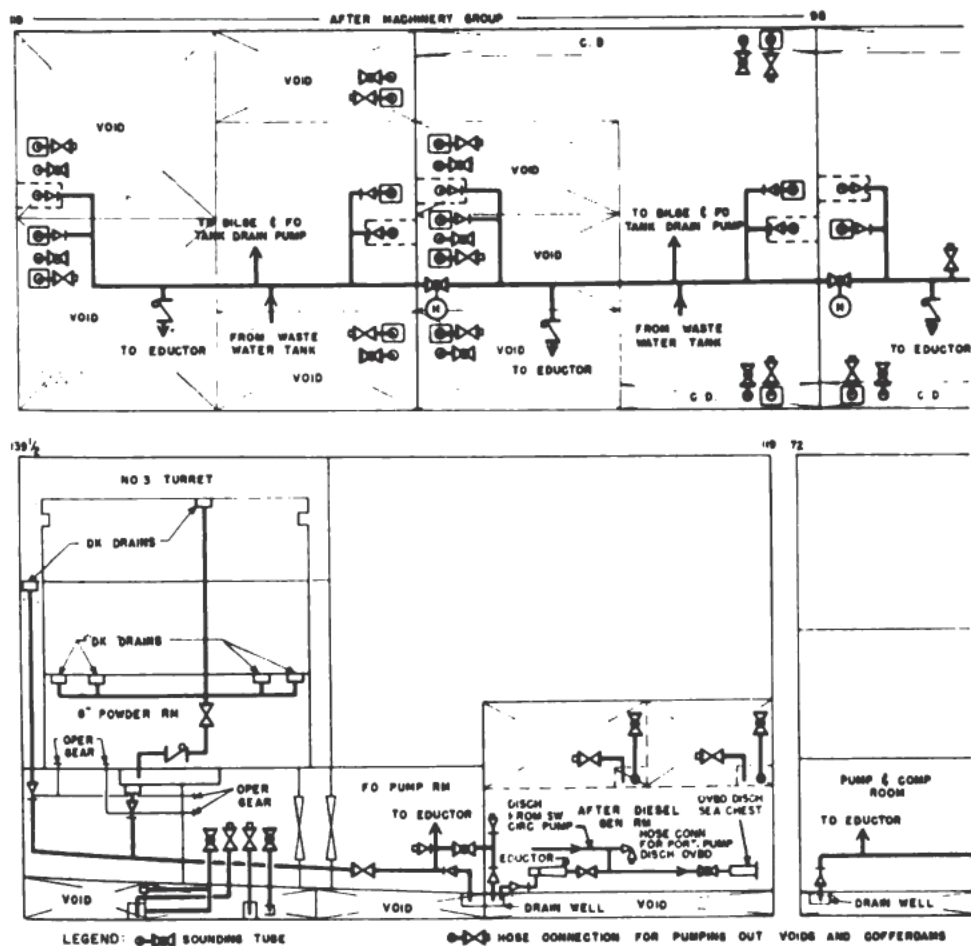 110 AFTER MACHINERY GROUP 98
C. D
VOID
VOID
VOID
TO BILGE & FO
TANK DRAIN PUMP
TO EDUCTOR
FROM WASTE
WATER TANK
VOID
VOID
VOID
VOID
VOID
TO BILGE & FO
TANK DRAIN PUMP
TO EDUCTOR
FROM WASTE
WATER TANK
M
M
TO EDUCTOR
C. D.
C D
139 1/2 119 72
NO 3 TURRET
DK DRAINS
DK DRAINS
8" POWDER RM
OPER
GEAR
OPER
GEAR
FO PUMP RM
TO EDUCTOR
DISCH
FROM SW
CIRC PUMP
AFTER DIESEL
GEN RM
HOSE CONN
FOR PORT. PUMP
DISCH OVBD
OVBD DISCH
SEA CHEST
EDUCTOR
PUMP & COMP
ROOM
TO EDUCTOR
VOID
VOID
DRAIN WELL
VOID
DRAIN WELL
LEGEND: SOUNDING TUBE HOSE CONNECTION FOR PUMPING OUT VOIDS AND COFFERDAMS